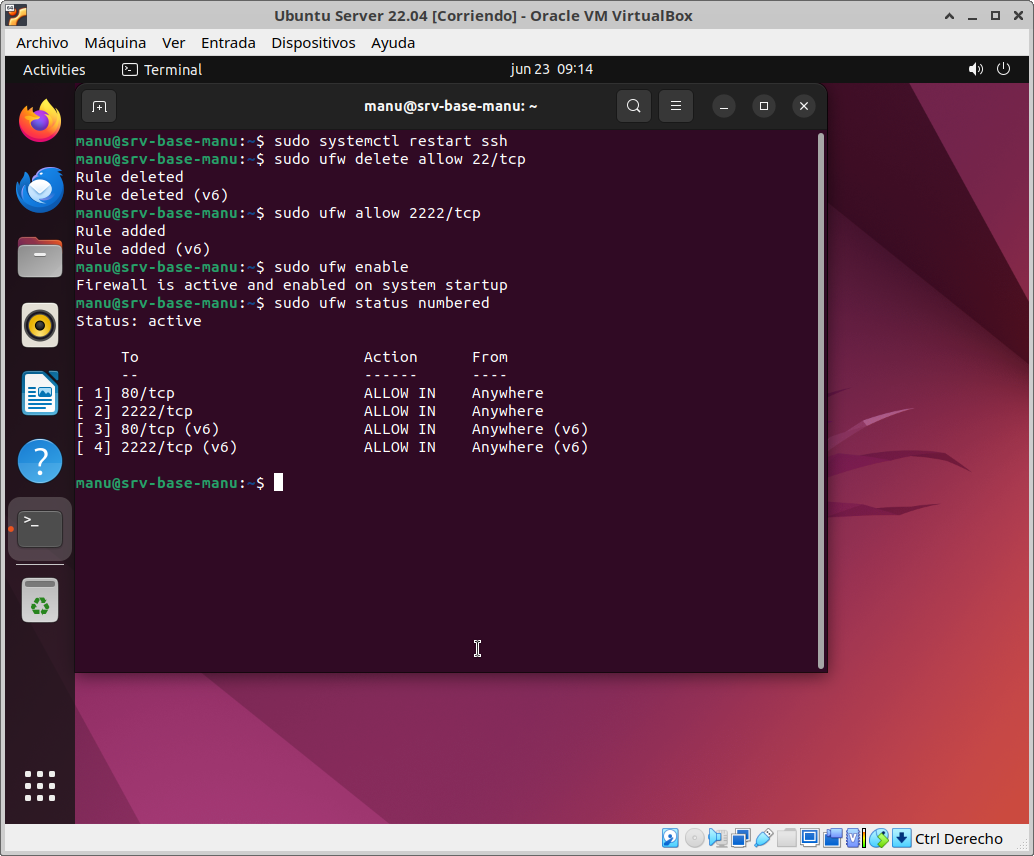 Ubuntu Server 22.04 [Corriendo] - Oracle VM VirtualBox
Archivo Máquina Ver Entrada Dispositivos Ayuda
Activities Terminal jun 23 09:14
manu@srv-base-manu: ~
manu@srv-base-manu:~$ sudo systemctl restart ssh
manu@srv-base-manu:~$ sudo ufw delete allow 22/tcp
Rule deleted
Rule deleted (v6)
manu@srv-base-manu:~$ sudo ufw allow 2222/tcp
Rule added
Rule added (v6)
manu@srv-base-manu:~$ sudo ufw enable
Firewall is active and enabled on system startup
manu@srv-base-manu:~$ sudo ufw status numbered
Status: active
To Action From
-- ------ ----
[ 1] 80/tcp ALLOW IN Anywhere
[ 2] 2222/tcp ALLOW IN Anywhere
[ 3] 80/tcp (v6) ALLOW IN Anywhere (v6)
[ 4] 2222/tcp (v6) ALLOW IN Anywhere (v6)
manu@srv-base-manu:~$
Ctrl Derecho